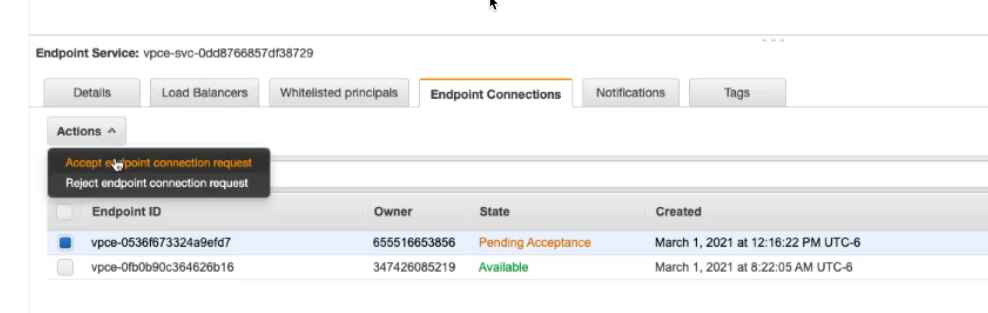 Endpoint Service: vpce-svc-0dd8766857df38729
Details Load Balancers Whitelisted principals Endpoint Connections Notifications Tags
Actions
Accept endpoint connection request
Reject endpoint connection request
Endpoint ID Owner State Created
vpce-0536f673324a9efd7 655516653856 Pending Acceptance March 1, 2021 at 12:16:22 PM UTC-6
vpce-0fb0b90c364626b16 347426085219 Available March 1, 2021 at 8:22:05 AM UTC-6